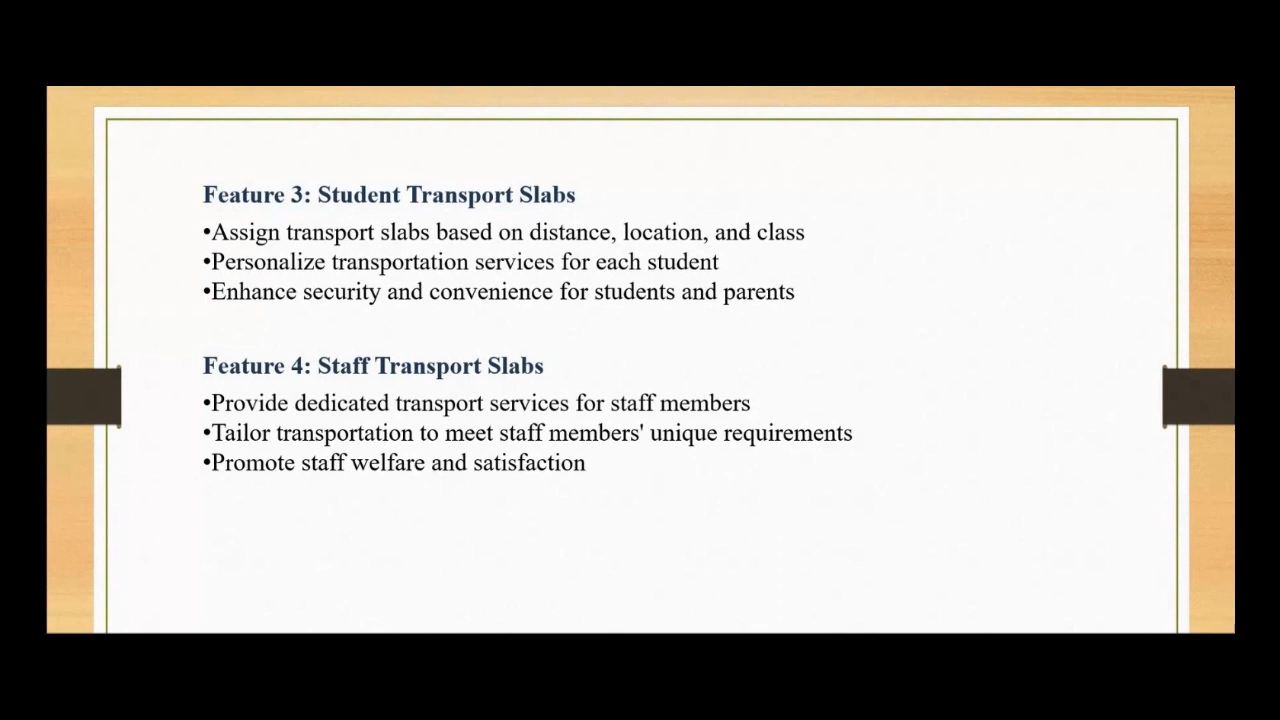 Feature 3: Student Transport Slabs
•Assign transport slabs based on distance, location, and class
•Personalize transportation services for each student
•Enhance security and convenience for students and parents
Feature 4: Staff Transport Slabs
•Provide dedicated transport services for staff members
•Tailor transportation to meet staff members' unique requirements
•Promote staff welfare and satisfaction